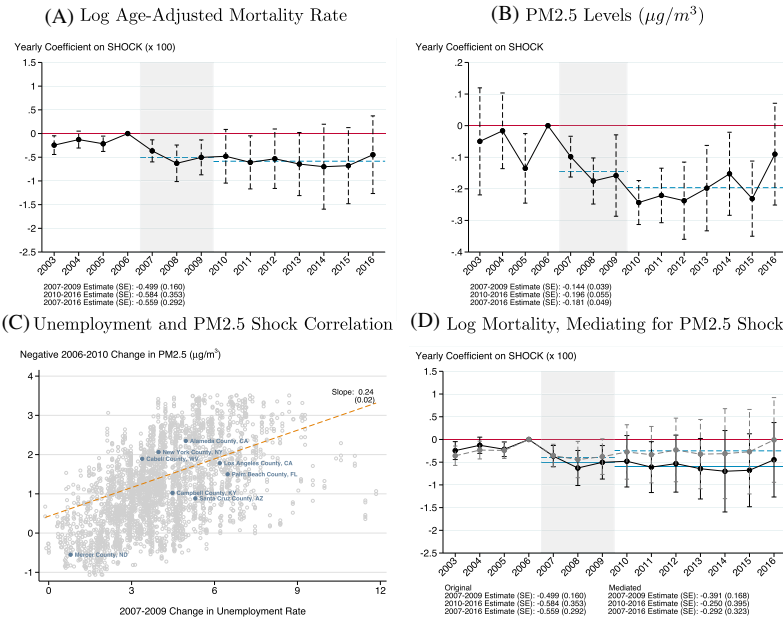 (A) Log Age-Adjusted Mortality Rate
Yearly Coefficient on SHOCK (x 100)
1.5
1
.5
0
-.5
-1
-1.5
-2
-2.5
2003 2004 2005 2006 2007 2008 2009 2010 2011 2012 2013 2014 2015 2016
2007-2009 Estimate (SE): -0.499 (0.160)
2010-2016 Estimate (SE): -0.584 (0.353)
2007-2016 Estimate (SE): -0.559 (0.292)
(B) PM2.5 Levels (μg/m³)
Yearly Coefficient on SHOCK
.2
.1
0
-.1
-.2
-.3
-.4
2003 2004 2005 2006 2007 2008 2009 2010 2011 2012 2013 2014 2015 2016
2007-2009 Estimate (SE): -0.144 (0.039)
2010-2016 Estimate (SE): -0.196 (0.055)
2007-2016 Estimate (SE): -0.181 (0.049)
(C) Unemployment and PM2.5 Shock Correlation
Negative 2006-2010 Change in PM2.5 (μg/m³)
4
3
2
1
0
-1
Slope: 0.24
(0.02)
Alameda County, CA
New York County, NY
Cabell County, WV
Los Angeles County, CA
Palm Beach County, FL
Campbell County, KY
Santa Cruz County, AZ
Mercer County, ND
0 3 6 9 12
2007-2009 Change in Unemployment Rate
(D) Log Mortality, Mediating for PM2.5 Shock
Yearly Coefficient on SHOCK (x 100)
1.5
1
.5
0
-.5
-1
-1.5
-2
-2.5
2003 2004 2005 2006 2007 2008 2009 2010 2011 2012 2013 2014 2015 2016
Original
2007-2009 Estimate (SE): -0.499 (0.160)
2010-2016 Estimate (SE): -0.584 (0.353)
2007-2016 Estimate (SE): -0.559 (0.292)
Mediated
2007-2009 Estimate (SE): -0.391 (0.168)
2010-2016 Estimate (SE): -0.250 (0.395)
2007-2016 Estimate (SE): -0.292 (0.323)